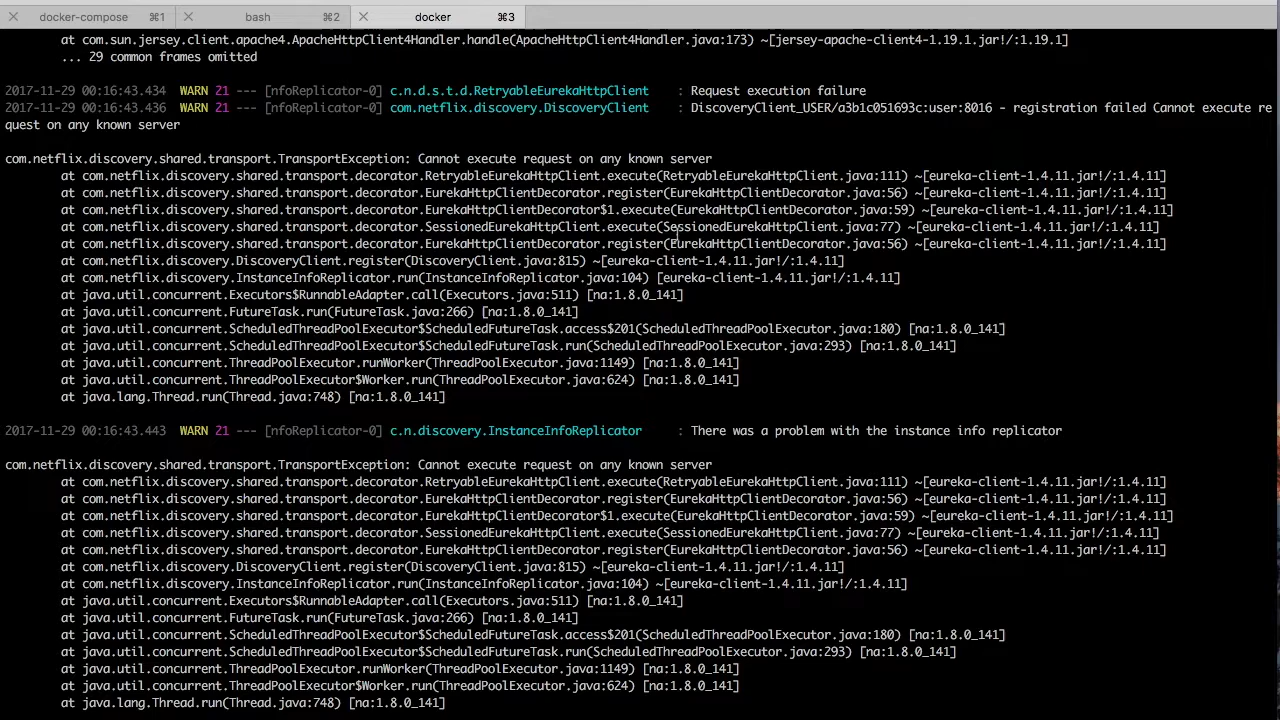 docker-compose ⌘1 bash ⌘2 docker ⌘3
at com.sun.jersey.client.apache4.ApacheHttpClient4Handler.handle(ApacheHttpClient4Handler.java:173) ~[jersey-apache-client4-1.19.1.jar!/:1.19.1]
... 29 common frames omitted
2017-11-29 00:16:43.434 WARN 21 --- [nfoReplicator-0] c.n.d.s.t.d.RetryableEurekaHttpClient : Request execution failure
2017-11-29 00:16:43.436 WARN 21 --- [nfoReplicator-0] com.netflix.discovery.DiscoveryClient : DiscoveryClient_USER/a3b1c051693c:user:8016 - registration failed Cannot execute re
quest on any known server
com.netflix.discovery.shared.transport.TransportException: Cannot execute request on any known server
at com.netflix.discovery.shared.transport.decorator.RetryableEurekaHttpClient.execute(RetryableEurekaHttpClient.java:111) ~[eureka-client-1.4.11.jar!/:1.4.11]
at com.netflix.discovery.shared.transport.decorator.EurekaHttpClientDecorator.register(EurekaHttpClientDecorator.java:56) ~[eureka-client-1.4.11.jar!/:1.4.11]
at com.netflix.discovery.shared.transport.decorator.EurekaHttpClientDecorator$1.execute(EurekaHttpClientDecorator.java:59) ~[eureka-client-1.4.11.jar!/:1.4.11]
at com.netflix.discovery.shared.transport.decorator.SessionedEurekaHttpClient.execute(SessionedEurekaHttpClient.java:77) ~[eureka-client-1.4.11.jar!/:1.4.11]
at com.netflix.discovery.shared.transport.decorator.EurekaHttpClientDecorator.register(EurekaHttpClientDecorator.java:56) ~[eureka-client-1.4.11.jar!/:1.4.11]
at com.netflix.discovery.DiscoveryClient.register(DiscoveryClient.java:815) ~[eureka-client-1.4.11.jar!/:1.4.11]
at com.netflix.discovery.InstanceInfoReplicator.run(InstanceInfoReplicator.java:104) [eureka-client-1.4.11.jar!/:1.4.11]
at java.util.concurrent.Executors$RunnableAdapter.call(Executors.java:511) [na:1.8.0_141]
at java.util.concurrent.FutureTask.run(FutureTask.java:266) [na:1.8.0_141]
at java.util.concurrent.ScheduledThreadPoolExecutor$ScheduledFutureTask.access$201(ScheduledThreadPoolExecutor.java:180) [na:1.8.0_141]
at java.util.concurrent.ScheduledThreadPoolExecutor$ScheduledFutureTask.run(ScheduledThreadPoolExecutor.java:293) [na:1.8.0_141]
at java.util.concurrent.ThreadPoolExecutor.runWorker(ThreadPoolExecutor.java:1149) [na:1.8.0_141]
at java.util.concurrent.ThreadPoolExecutor$Worker.run(ThreadPoolExecutor.java:624) [na:1.8.0_141]
at java.lang.Thread.run(Thread.java:748) [na:1.8.0_141]
2017-11-29 00:16:43.443 WARN 21 --- [nfoReplicator-0] c.n.discovery.InstanceInfoReplicator : There was a problem with the instance info replicator
com.netflix.discovery.shared.transport.TransportException: Cannot execute request on any known server
at com.netflix.discovery.shared.transport.decorator.RetryableEurekaHttpClient.execute(RetryableEurekaHttpClient.java:111) ~[eureka-client-1.4.11.jar!/:1.4.11]
at com.netflix.discovery.shared.transport.decorator.EurekaHttpClientDecorator.register(EurekaHttpClientDecorator.java:56) ~[eureka-client-1.4.11.jar!/:1.4.11]
at com.netflix.discovery.shared.transport.decorator.EurekaHttpClientDecorator$1.execute(EurekaHttpClientDecorator.java:59) ~[eureka-client-1.4.11.jar!/:1.4.11]
at com.netflix.discovery.shared.transport.decorator.SessionedEurekaHttpClient.execute(SessionedEurekaHttpClient.java:77) ~[eureka-client-1.4.11.jar!/:1.4.11]
at com.netflix.discovery.shared.transport.decorator.EurekaHttpClientDecorator.register(EurekaHttpClientDecorator.java:56) ~[eureka-client-1.4.11.jar!/:1.4.11]
at com.netflix.discovery.DiscoveryClient.register(DiscoveryClient.java:815) ~[eureka-client-1.4.11.jar!/:1.4.11]
at com.netflix.discovery.InstanceInfoReplicator.run(InstanceInfoReplicator.java:104) ~[eureka-client-1.4.11.jar!/:1.4.11]
at java.util.concurrent.Executors$RunnableAdapter.call(Executors.java:511) [na:1.8.0_141]
at java.util.concurrent.FutureTask.run(FutureTask.java:266) [na:1.8.0_141]
at java.util.concurrent.ScheduledThreadPoolExecutor$ScheduledFutureTask.access$201(ScheduledThreadPoolExecutor.java:180) [na:1.8.0_141]
at java.util.concurrent.ScheduledThreadPoolExecutor$ScheduledFutureTask.run(ScheduledThreadPoolExecutor.java:293) [na:1.8.0_141]
at java.util.concurrent.ThreadPoolExecutor.runWorker(ThreadPoolExecutor.java:1149) [na:1.8.0_141]
at java.util.concurrent.ThreadPoolExecutor$Worker.run(ThreadPoolExecutor.java:624) [na:1.8.0_141]
at java.lang.Thread.run(Thread.java:748) [na:1.8.0_141]